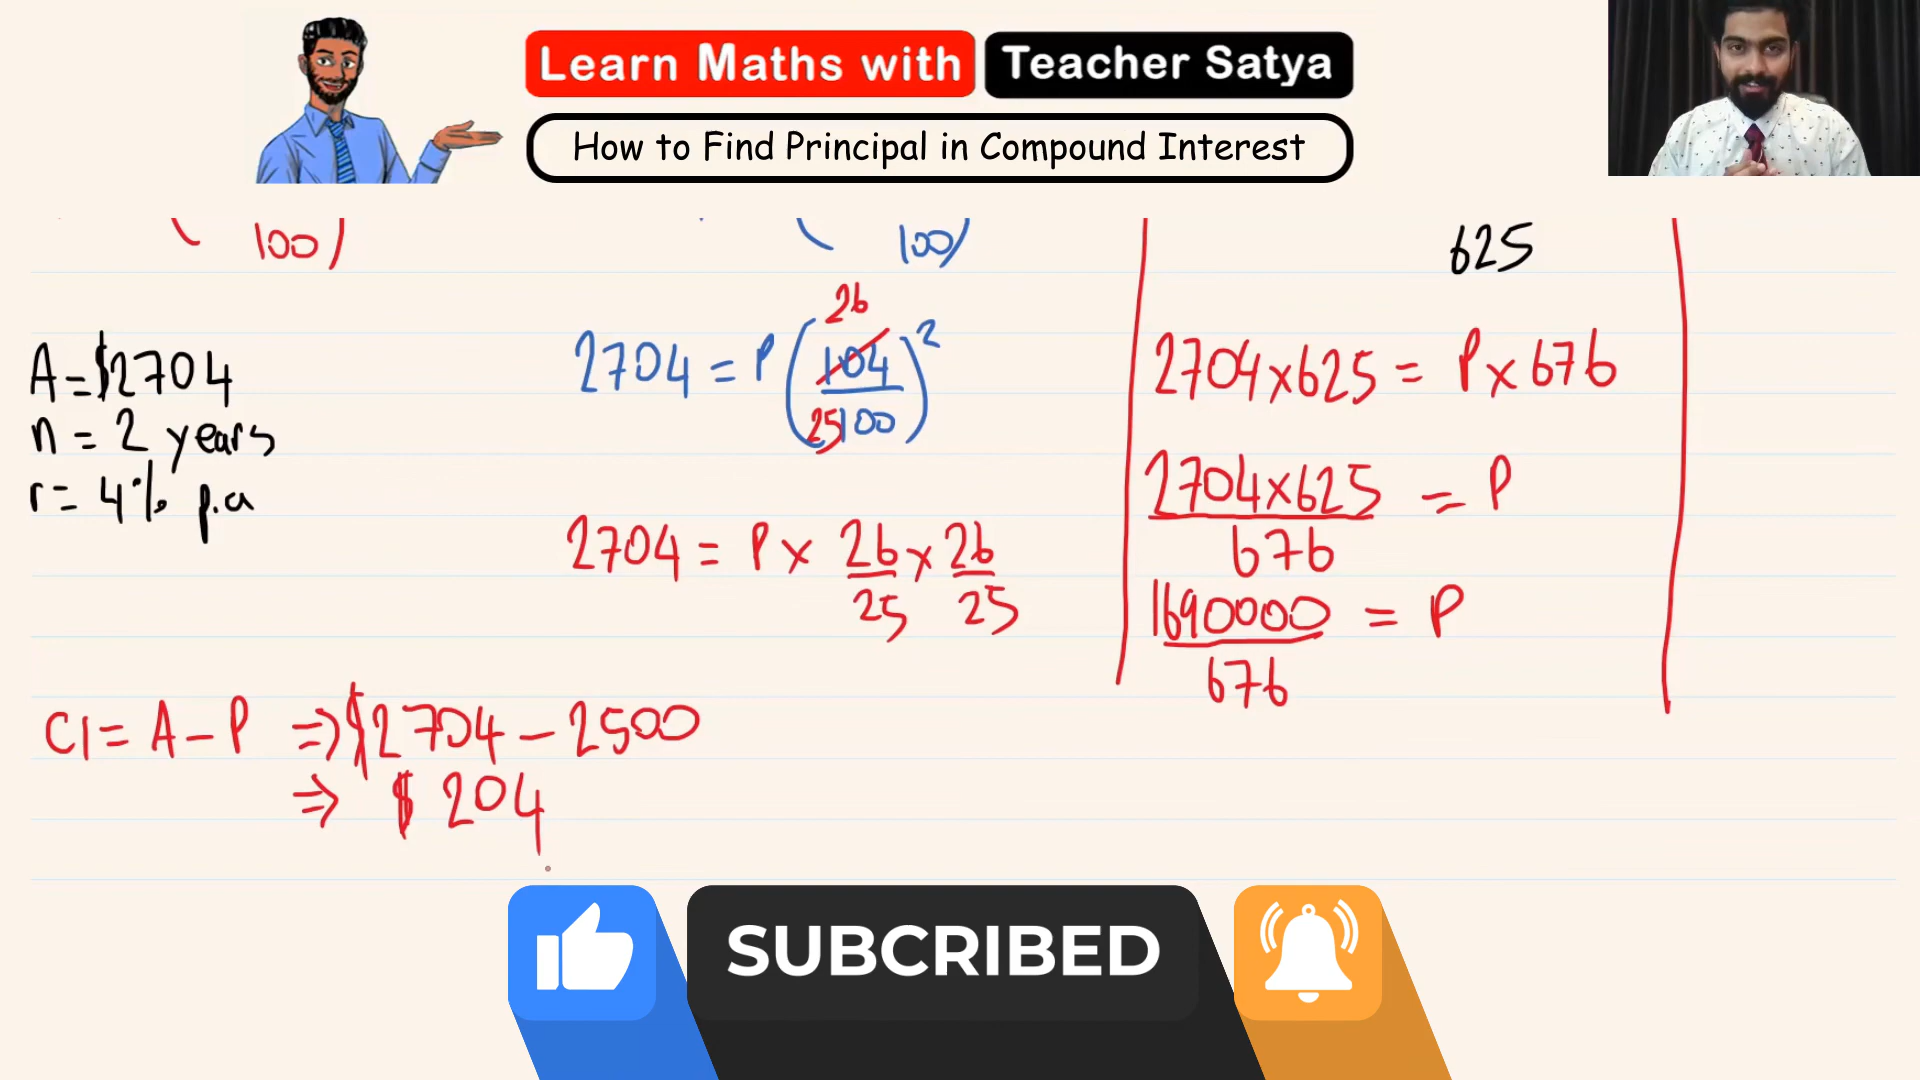 Learn Maths with Teacher Satya
How to Find Principal in Compound Interest
100)
100)
625
A = $2704
n = 2 years
r = 4% p.a
26
2704 = P(104/25100)²
2704 = P × 26/25 × 26/25
2704×625 = P×676
2704×625/676 = P
1690000/676 = P
CI = A - P ⇒ $2704 - 2500
⇒ $ 204
SUBCRIBED